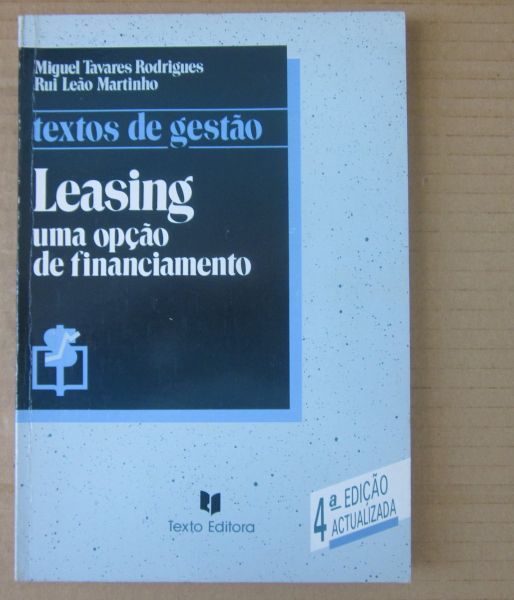 Miguel Tavares Rodrigues
Rui Leão Martinho
textos de gestão
Leasing
uma opção
de financiamento
4ª EDIÇÃO
ACTUALIZADA
Texto Editora